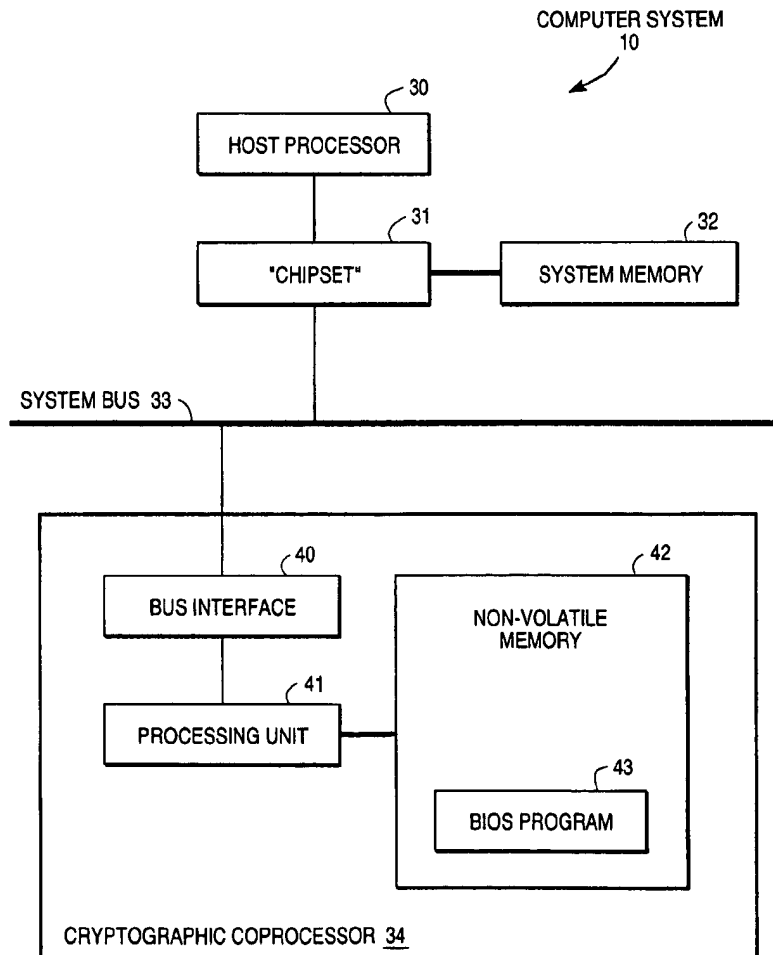 COMPUTER SYSTEM
10
30
HOST PROCESSOR
31
"CHIPSET"
32
SYSTEM MEMORY
SYSTEM BUS 33
40
BUS INTERFACE
42
NON-VOLATILE
MEMORY
41
PROCESSING UNIT
43
BIOS PROGRAM
CRYPTOGRAPHIC COPROCESSOR 34